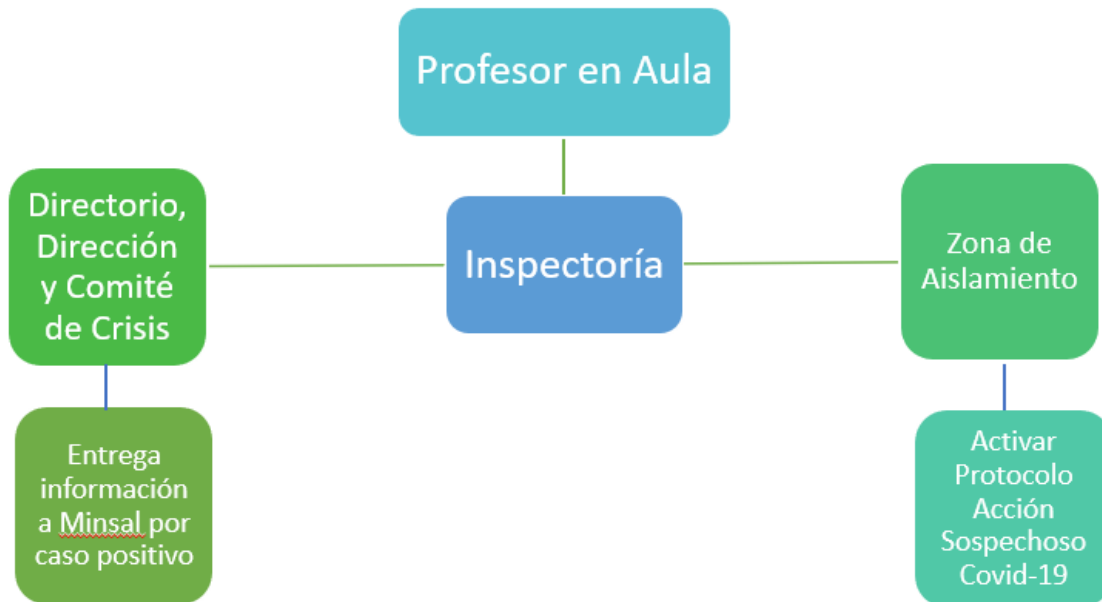 Profesor en Aula
Directorio,
Dirección
y Comité
de Crisis
Inspectoría
Zona de
Aislamiento
Entrega
información
a Minsal por
caso positivo
Activar
Protocolo
Acción
Sospechoso
Covid-19